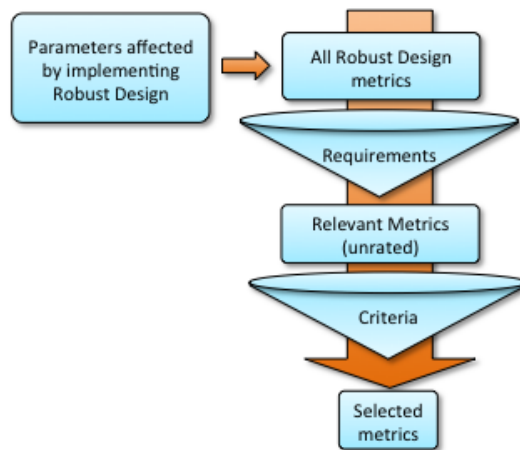 Parameters affected
by implementing
Robust Design
All Robust Design
metrics
Requirements
Relevant Metrics
(unrated)
Criteria
Selected
metrics